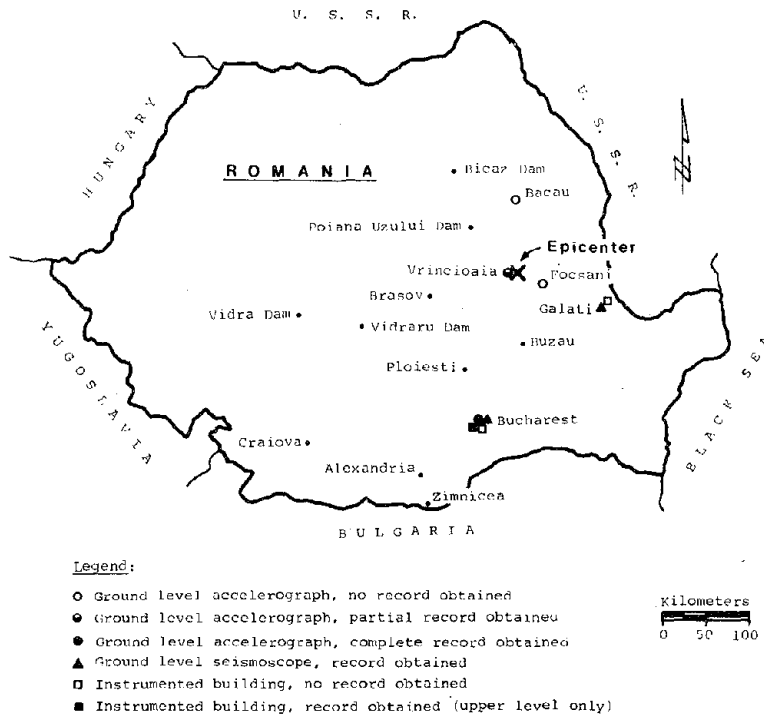 U. S. S. R.
HUNGARY
U. S. S. R.
ROMANIA
Bicaz Dam
Bacau
Poiana Uzului Dam
Epicenter
Vrincioaia
Focsani
Brasov
Galati
Vidra Dam
Vidraru Dam
Buzau
YUGOSLAVIA
Ploiesti
BLACK SEA
Bucharest
Craiova
Alexandria
Zimnicea
BULGARIA
Legend:
Ground level accelerograph, no record obtained
Ground level accelerograph, partial record obtained
Ground level accelerograph, complete record obtained
Ground level seismoscope, record obtained
Instrumented building, no record obtained
Instrumented building, record obtained (upper level only)
Kilometers
0 50 100